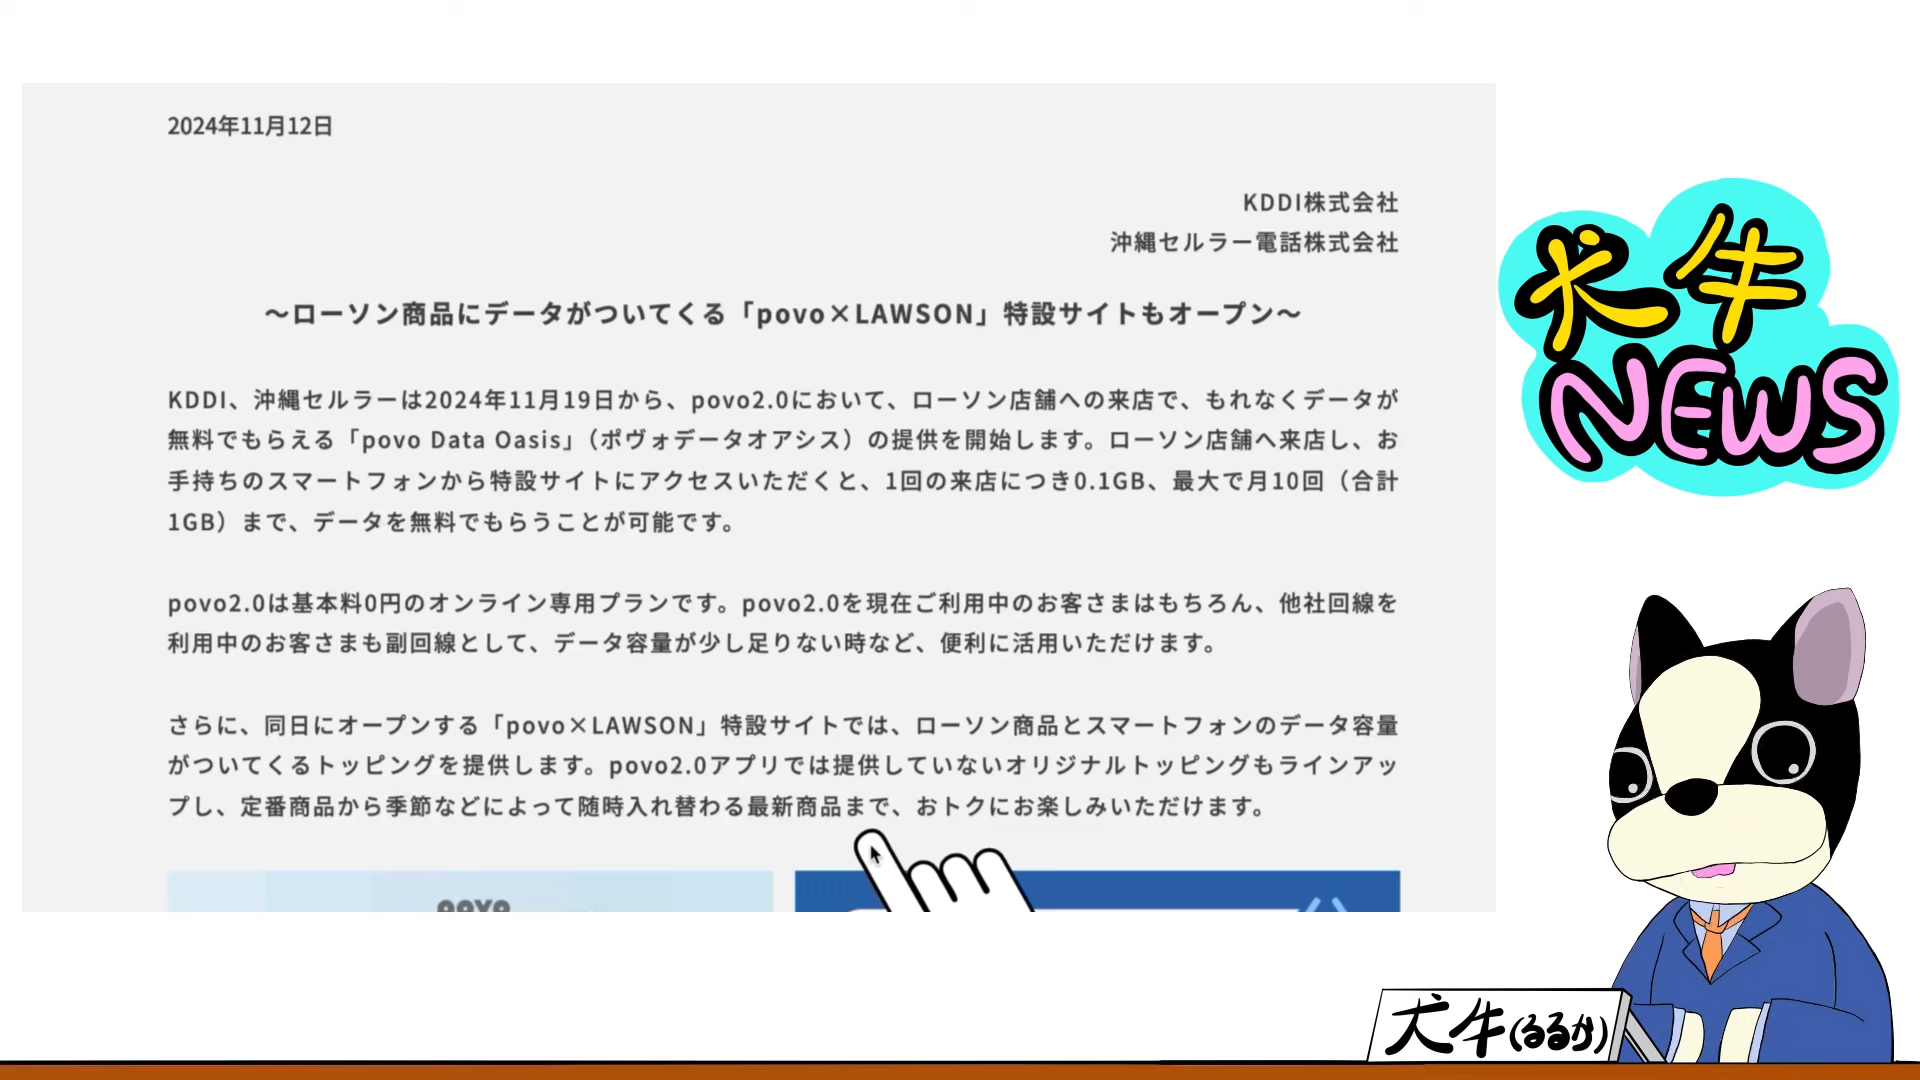 2024年11月12日
KDDI株式会社
沖縄セルラー電話株式会社
～ローソン商品にデータがついてくる「povo×LAWSON」特設サイトもオープン～
KDDI、沖縄セルラーは2024年11月19日から、povo2.0において、ローソン店舗への来店で、もれなくデータが
無料でもらえる「povo Data Oasis」（ポヴォデータオアシス）の提供を開始します。ローソン店舗へ来店し、お
手持ちのスマートフォンから特設サイトにアクセスいただくと、1回の来店につき0.1GB、最大で月10回（合計
1GB）まで、データを無料でもらうことが可能です。
povo2.0は基本料0円のオンライン専用プランです。povo2.0を現在ご利用中のお客さまはもちろん、他社回線を
利用中のお客さまも副回線として、データ容量が少し足りない時など、便利に活用いただけます。
さらに、同日にオープンする「povo×LAWSON」特設サイトでは、ローソン商品とスマートフォンのデータ容量
がついてくるトッピングを提供します。povo2.0アプリでは提供していないオリジナルトッピングもラインアッ
プし、定番商品から季節などによって随時入れ替わる最新商品まで、おトクにお楽しみいただけます。
犬牛
NEWS
犬牛(るるか)